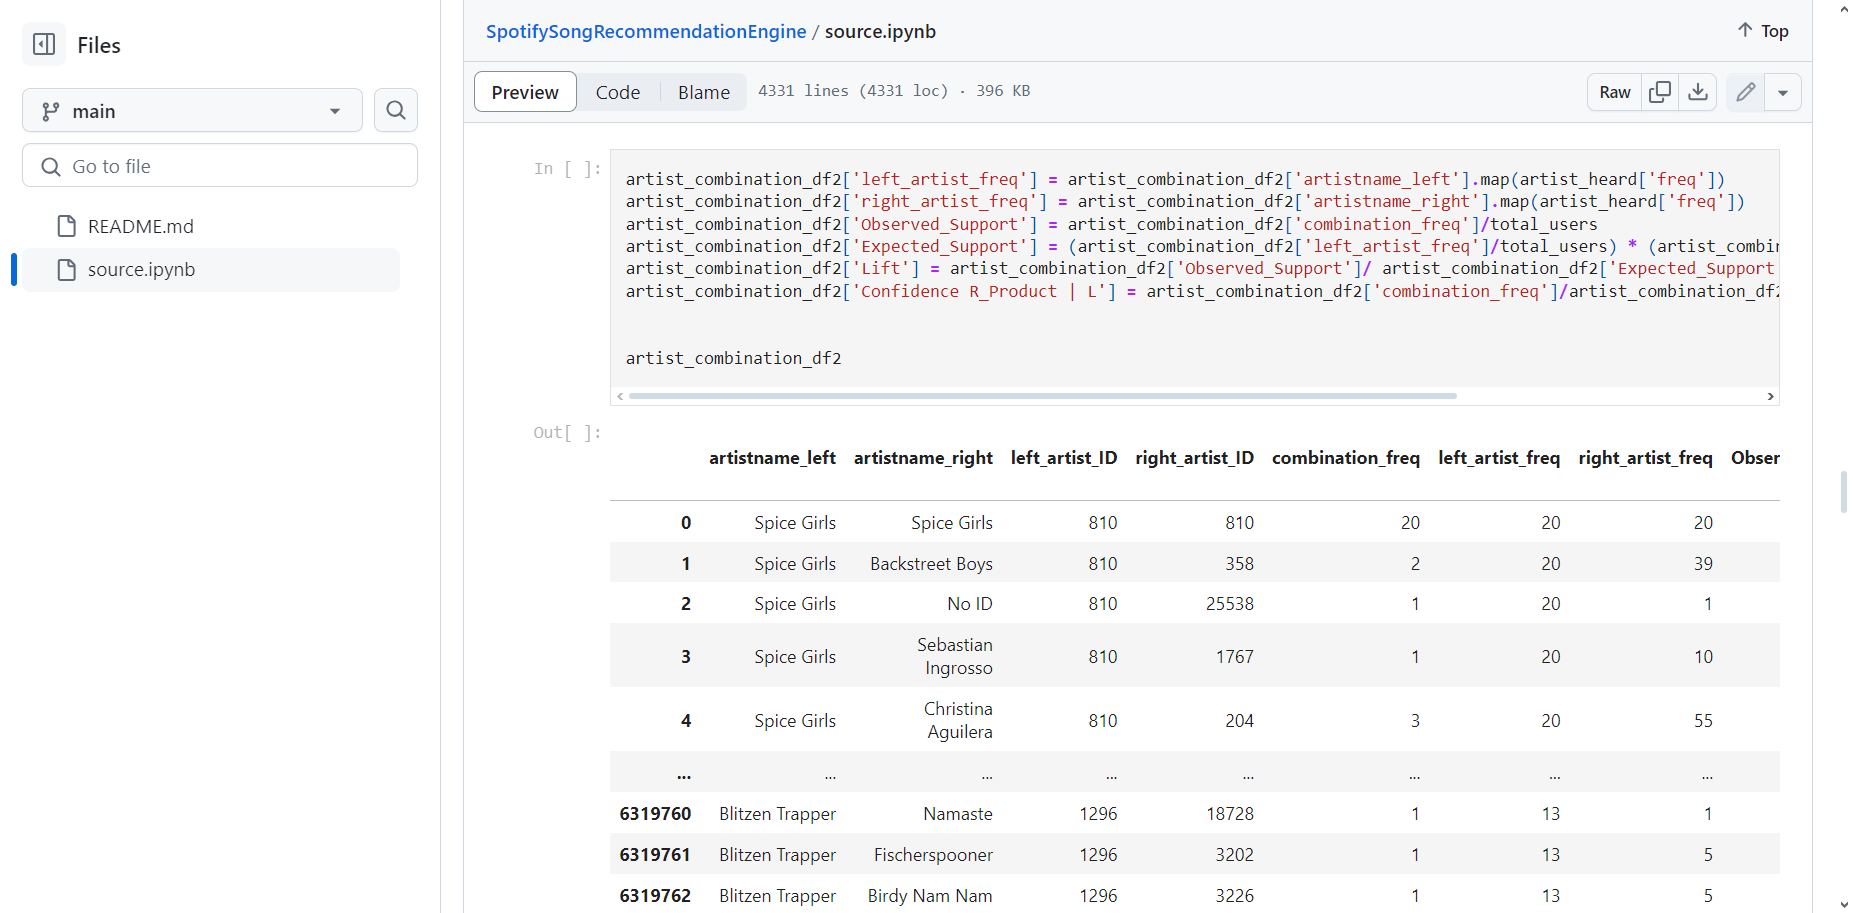 Files
main
Go to file
README.md
source.ipynb
SpotifySongRecommendationEngine / source.ipynb
Top
Preview Code Blame 4331 lines (4331 loc) · 396 KB
Raw
In [ ]:
artist_combination_df2['left_artist_freq'] = artist_combination_df2['artistname_left'].map(artist_heard['freq'])
artist_combination_df2['right_artist_freq'] = artist_combination_df2['artistname_right'].map(artist_heard['freq'])
artist_combination_df2['Observed_Support'] = artist_combination_df2['combination_freq']/total_users
artist_combination_df2['Expected_Support'] = (artist_combination_df2['left_artist_freq']/total_users) * (artist_combin
artist_combination_df2['Lift'] = artist_combination_df2['Observed_Support']/ artist_combination_df2['Expected_Support
artist_combination_df2['Confidence R_Product | L'] = artist_combination_df2['combination_freq']/artist_combination_df2
artist_combination_df2
Out[ ]:
artistname_left artistname_right left_artist_ID right_artist_ID combination_freq left_artist_freq right_artist_freq Obser
0 Spice Girls Spice Girls 810 810 20 20 20
1 Spice Girls Backstreet Boys 810 358 2 20 39
2 Spice Girls No ID 810 25538 1 20 1
3 Spice Girls Sebastian Ingrosso 810 1767 1 20 10
4 Spice Girls Christina Aguilera 810 204 3 20 55
... ... ... ... ... ... ... ...
6319760 Blitzen Trapper Namaste 1296 18728 1 13 1
6319761 Blitzen Trapper Fischerspooner 1296 3202 1 13 5
6319762 Blitzen Trapper Birdy Nam Nam 1296 3226 1 13 5